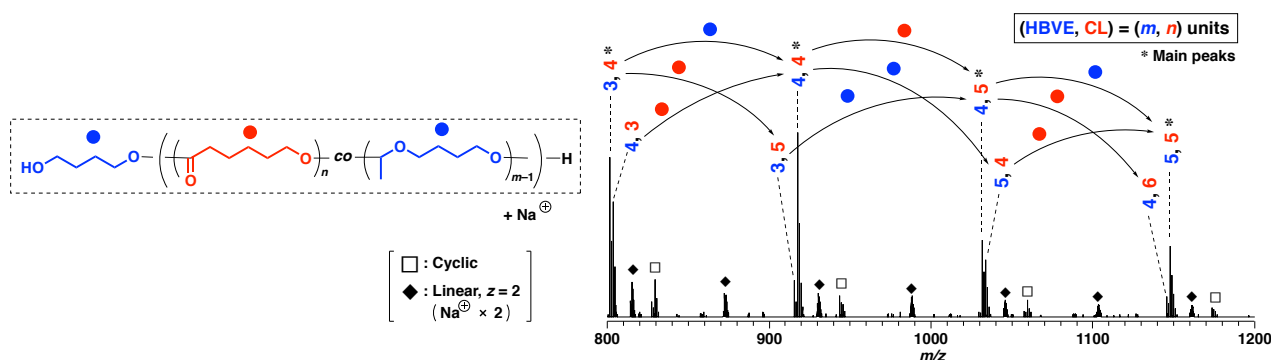 HO
O
O
O
n
co
O
O
m–1
H
+ Na⊕
□ : Cyclic
◆ : Linear, z = 2
(Na⊕ × 2)
(HBVE, CL) = (m, n) units
* Main peaks
3, 4 *
4, 3
3, 5
4, 4 *
4, 5 *
5, 4
4, 6
5, 5 *
800
900
1000
1100
1200
m/z